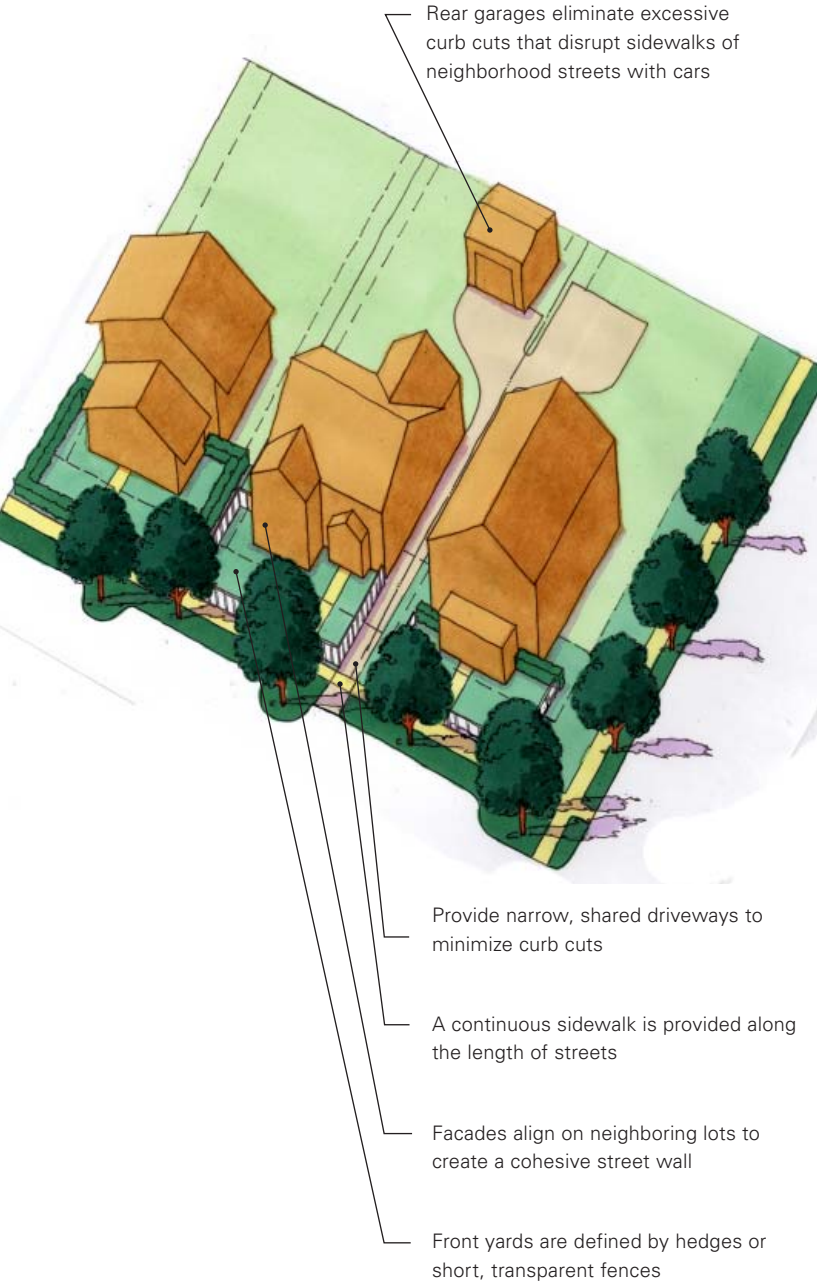 Rear garages eliminate excessive
curb cuts that disrupt sidewalks of
neighborhood streets with cars
Provide narrow, shared driveways to
minimize curb cuts
A continuous sidewalk is provided along
the length of streets
Facades align on neighboring lots to
create a cohesive street wall
Front yards are defined by hedges or
short, transparent fences